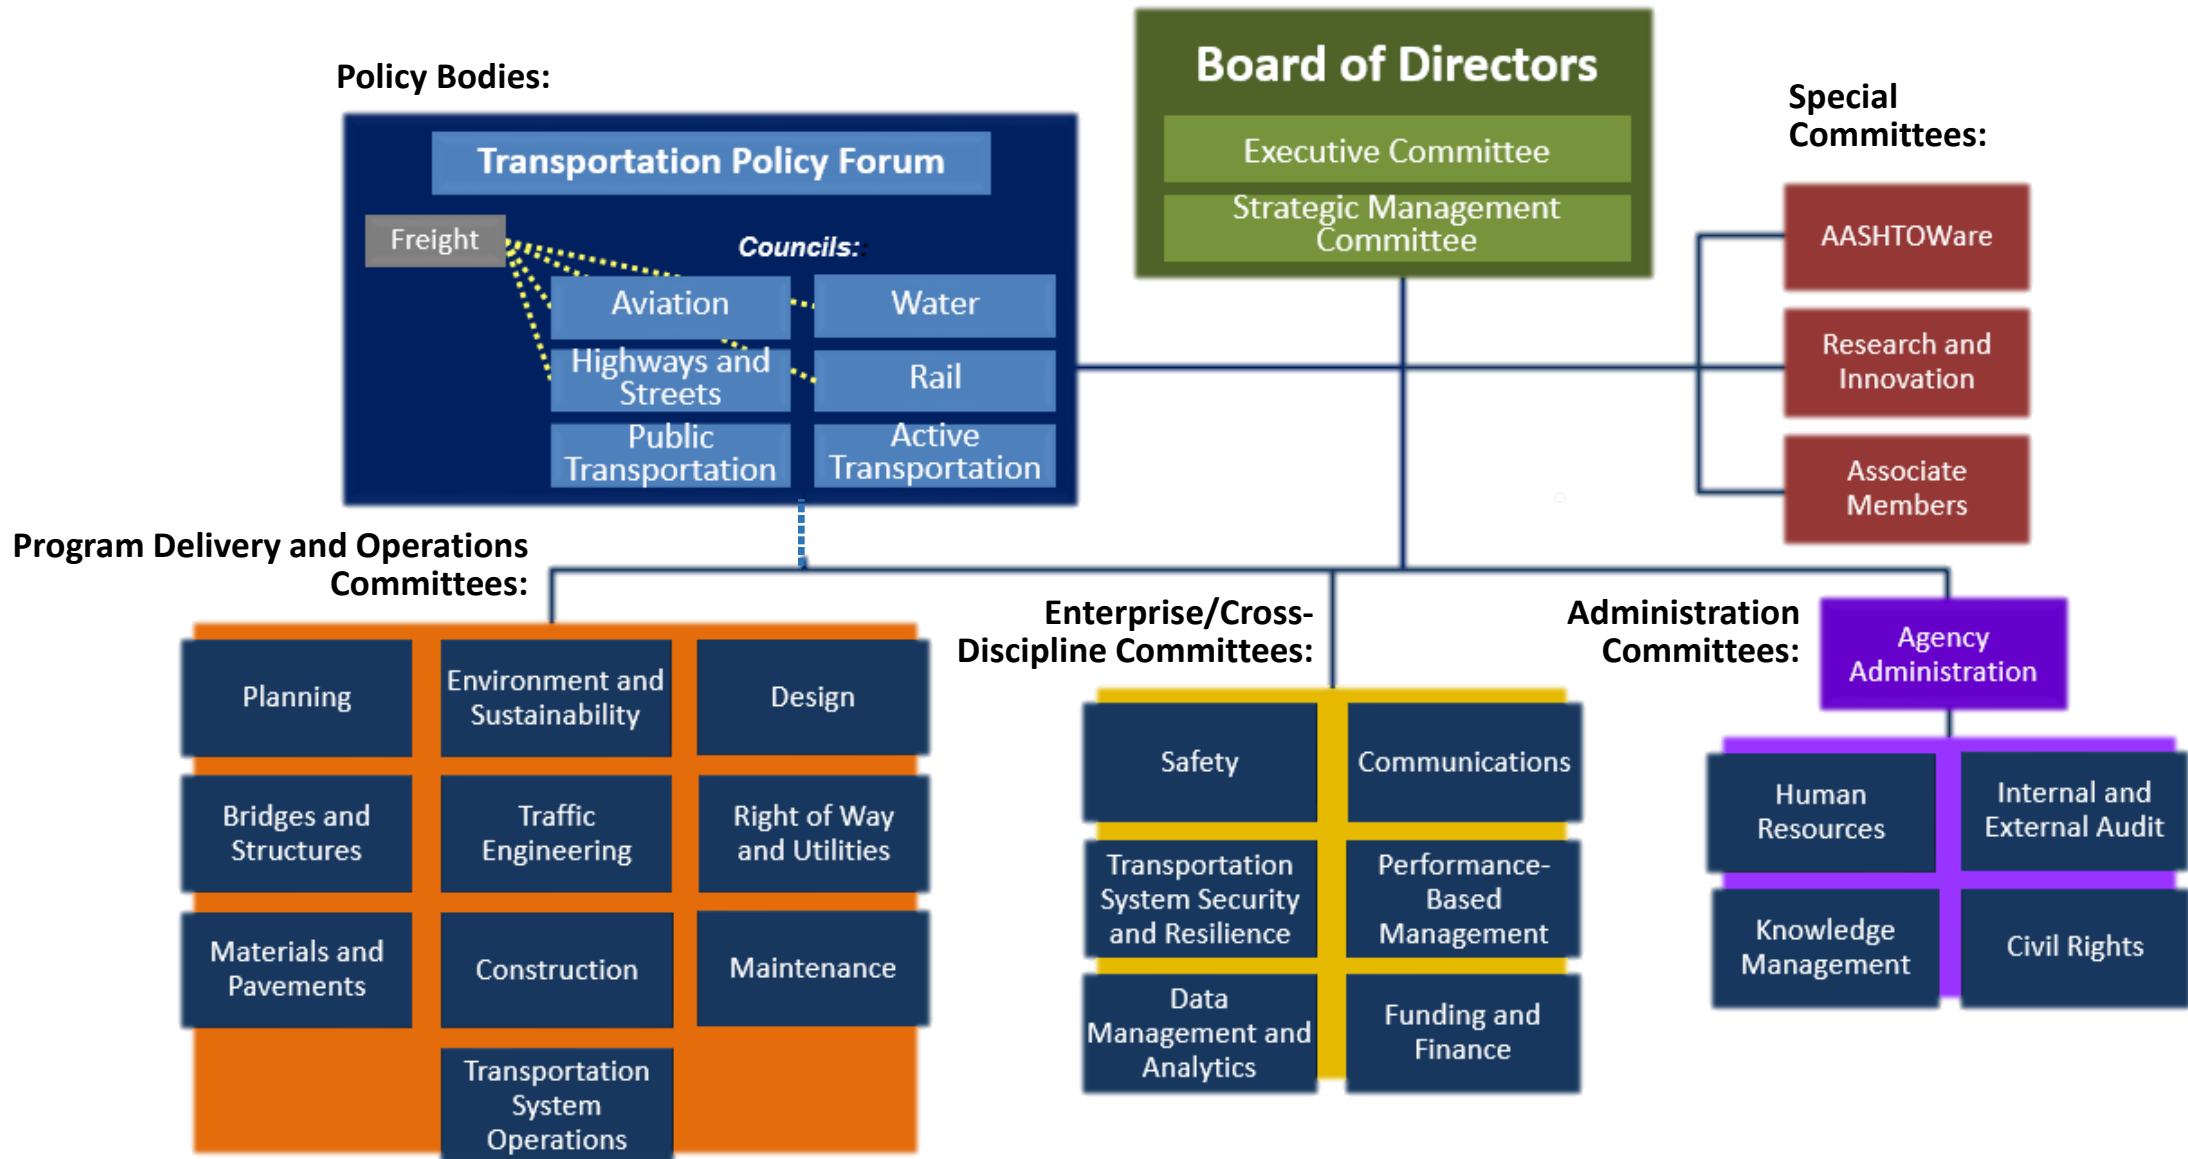 Policy Bodies:
Transportation Policy Forum
Freight
Councils:
Aviation
Water
Highways and
Streets
Rail
Public
Transportation
Active
Transportation
Board of Directors
Executive Committee
Strategic Management
Committee
Special
Committees:
AASHTOWare
Research and
Innovation
Associate
Members
Program Delivery and Operations
Committees:
Planning
Environment and
Sustainability
Design
Bridges and
Structures
Traffic
Engineering
Right of Way
and Utilities
Materials and
Pavements
Construction
Maintenance
Transportation
System
Operations
Enterprise/Cross-
Discipline Committees:
Safety
Communications
Transportation
System Security
and Resilience
Performance-
Based
Management
Data
Management and
Analytics
Funding and
Finance
Administration
Committees:
Agency
Administration
Human
Resources
Internal and
External Audit
Knowledge
Management
Civil Rights